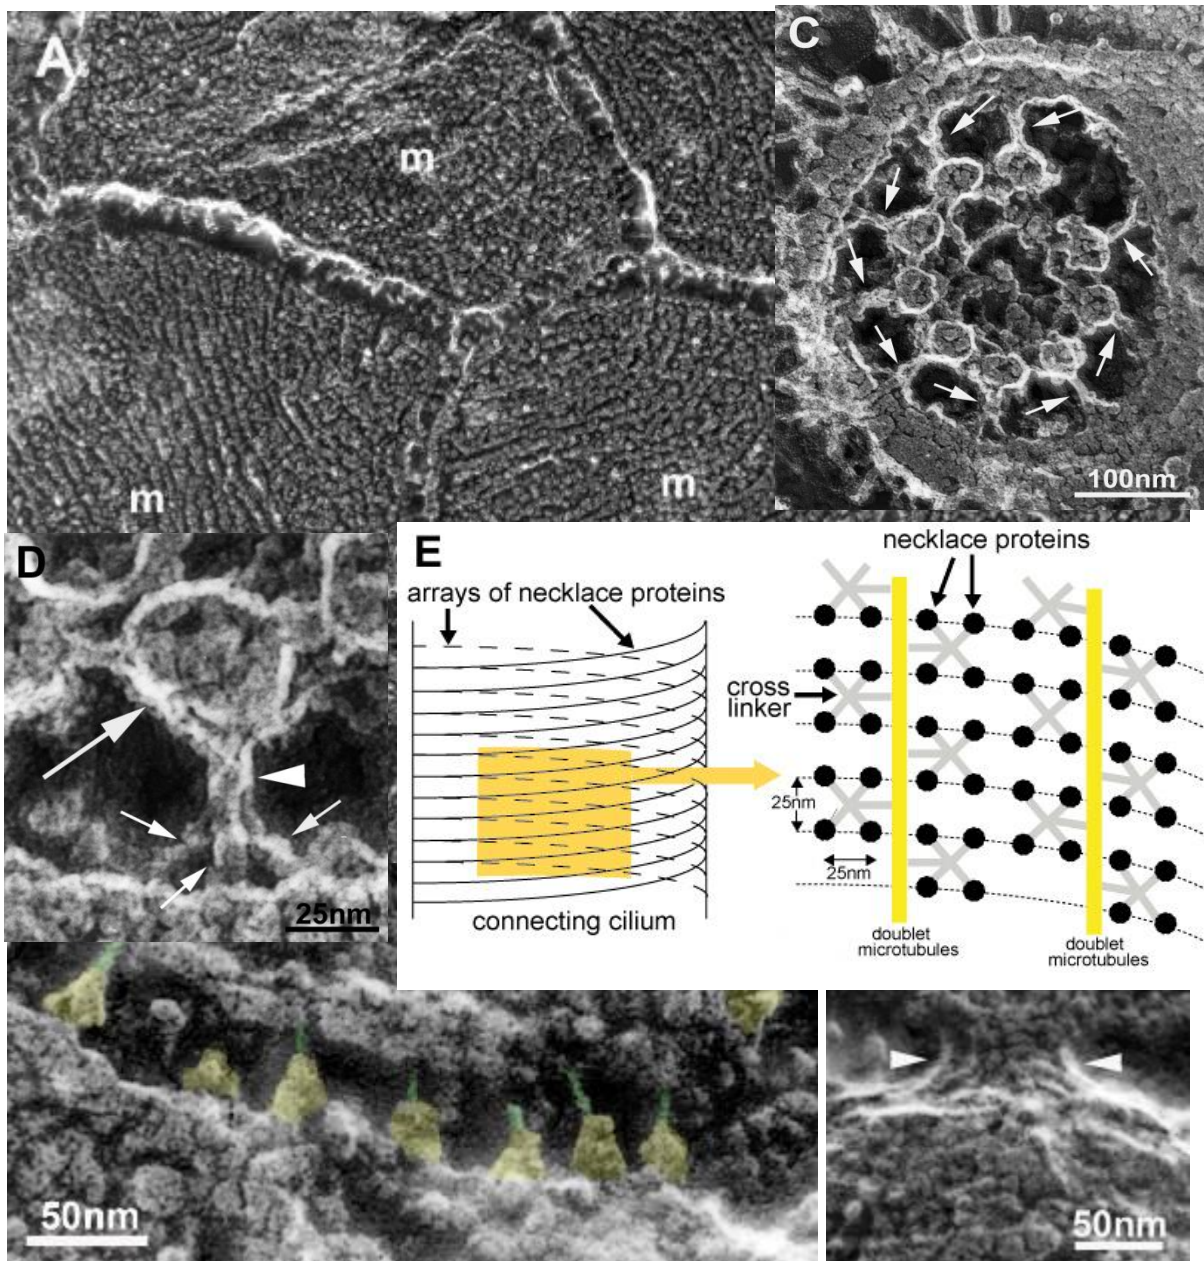 A
m
m
m
C
100nm
D
25nm
E
arrays of necklace proteins
connecting cilium
necklace proteins
cross
linker
25nm
25nm
doublet
microtubules
doublet
microtubules
50nm
50nm